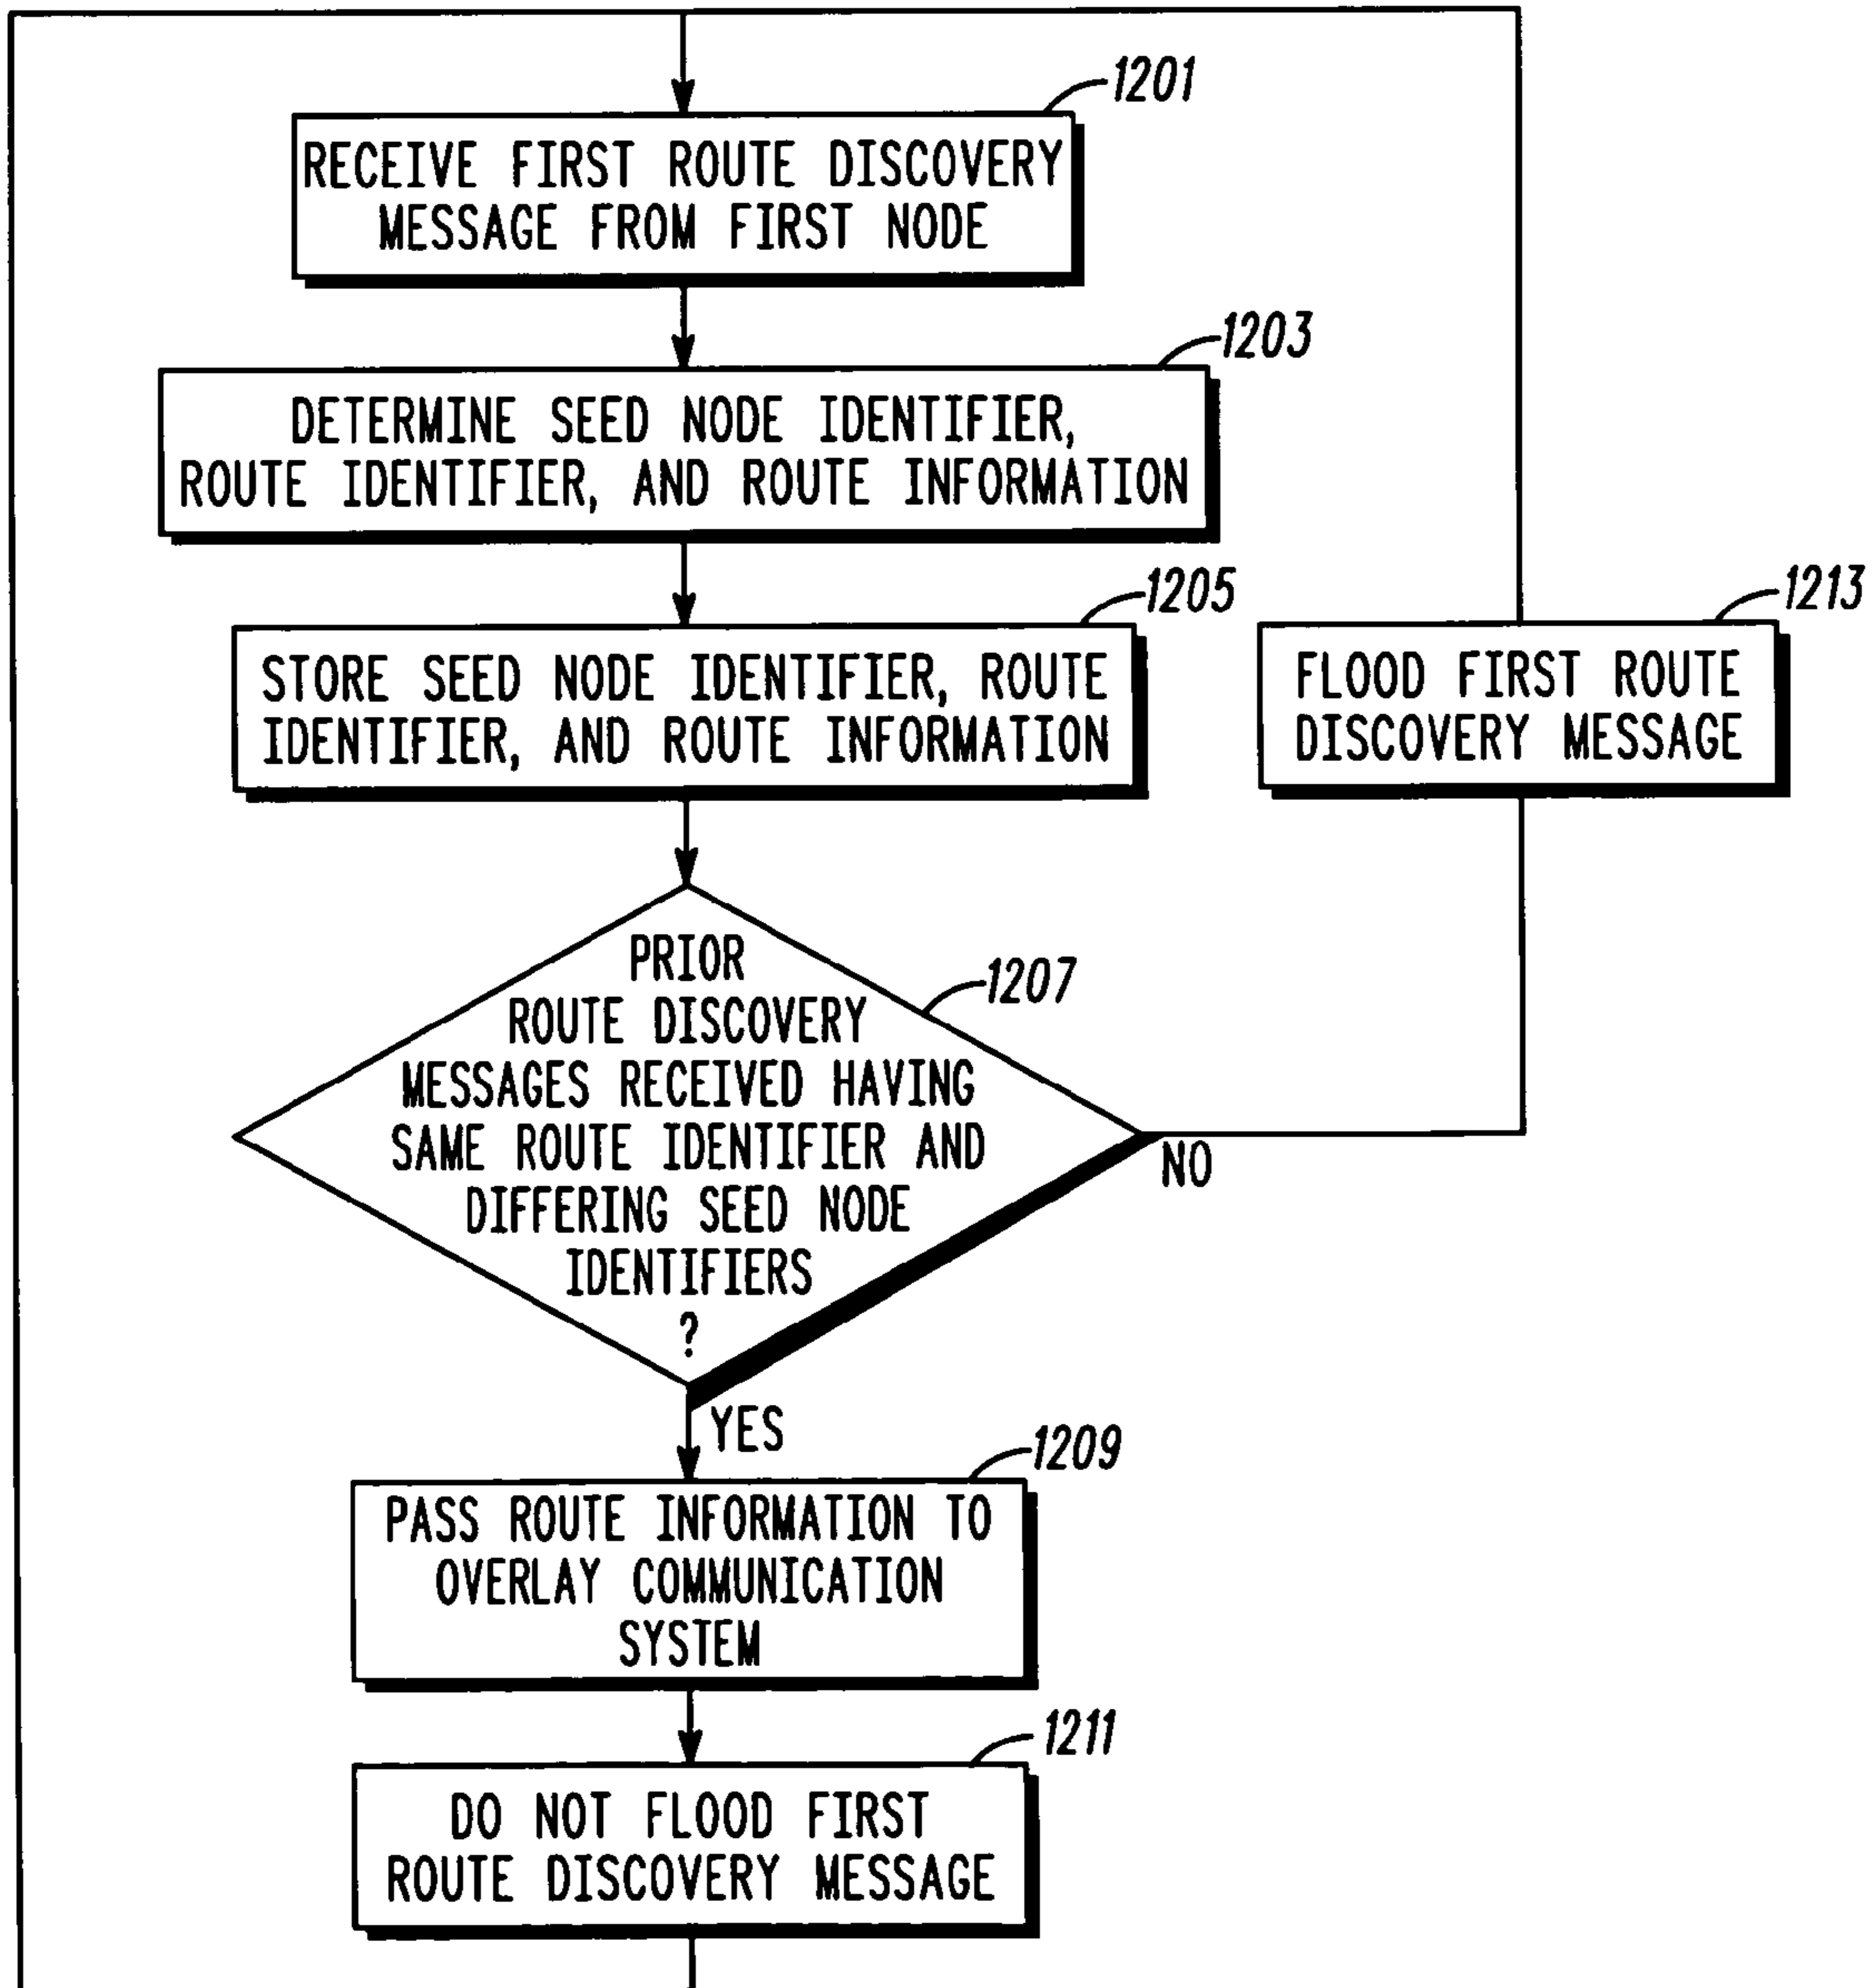 1201
RECEIVE FIRST ROUTE DISCOVERY
MESSAGE FROM FIRST NODE
1203
DETERMINE SEED NODE IDENTIFIER,
ROUTE IDENTIFIER, AND ROUTE INFORMATION
1205
STORE SEED NODE IDENTIFIER, ROUTE
IDENTIFIER, AND ROUTE INFORMATION
1213
FLOOD FIRST ROUTE
DISCOVERY MESSAGE
1207
PRIOR
ROUTE DISCOVERY
MESSAGES RECEIVED HAVING
SAME ROUTE IDENTIFIER AND
DIFFERING SEED NODE
IDENTIFIERS
?
NO
YES
1209
PASS ROUTE INFORMATION TO
OVERLAY COMMUNICATION
SYSTEM
1211
DO NOT FLOOD FIRST
ROUTE DISCOVERY MESSAGE